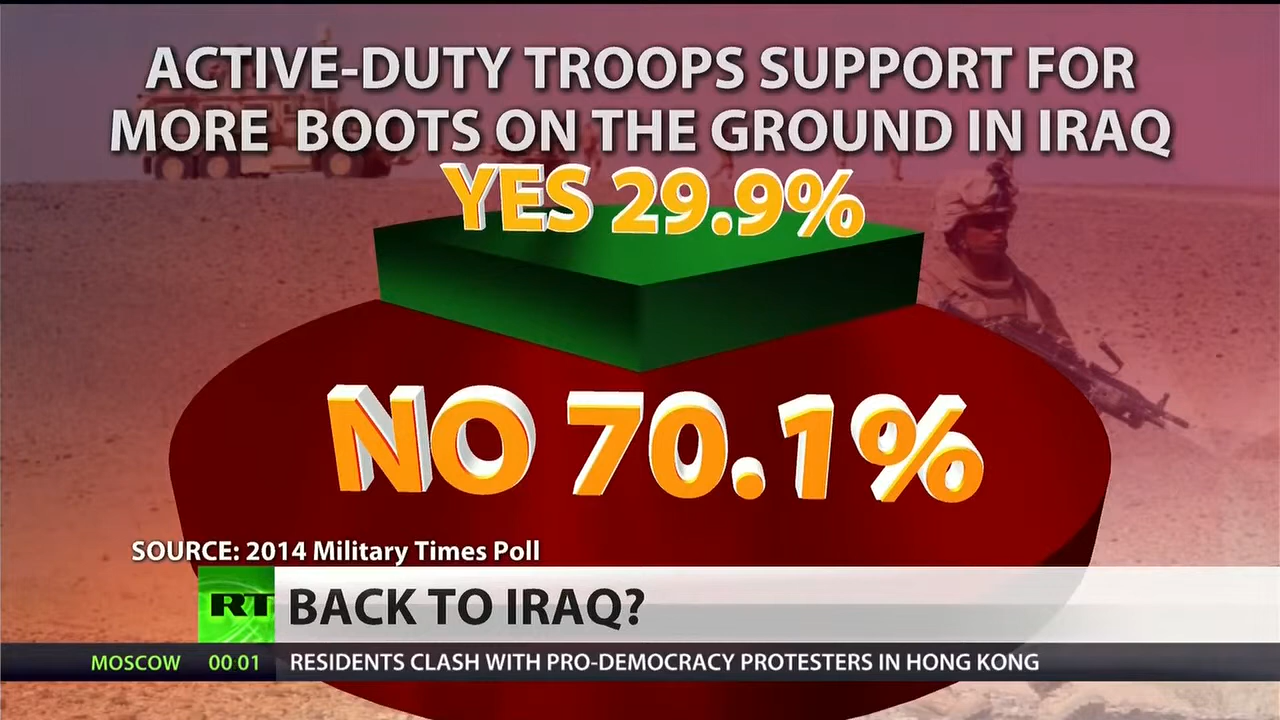 ACTIVE-DUTY TROOPS SUPPORT FOR
MORE BOOTS ON THE GROUND IN IRAQ
YES 29.9%
NO 70.1%
SOURCE: 2014 Military Times Poll
RT BACK TO IRAQ?
MOSCOW 00:01 RESIDENTS CLASH WITH PRO-DEMOCRACY PROTESTERS IN HONG KONG